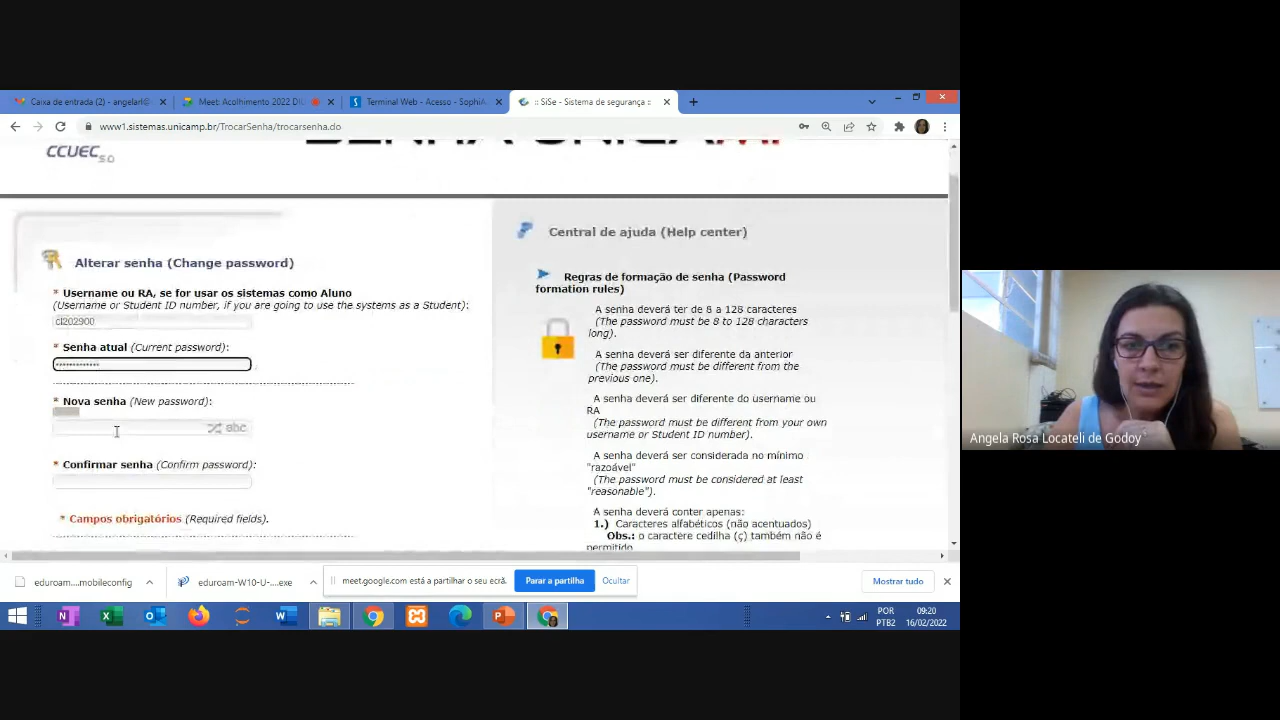 Caixa de entrada (2) - angelarl@
Meet: Acolhimento 2022 DIC
Terminal Web - Acesso - SophiA
:: SiSe - Sistema de segurança ::
www1.sistemas.unicamp.br/TrocarSenha/trocarsenha.do
CCUEC
Alterar senha (Change password)
* Username ou RA, se for usar os sistemas como Aluno
(Username or Student ID number, if you are going to use the systems as a Student):
cl202900
* Senha atual (Current password):
* Nova senha (New password):
abc
* Confirmar senha (Confirm password):
* Campos obrigatórios (Required fields).
Central de ajuda (Help center)
Regras de formação de senha (Password
formation rules)
A senha deverá ter de 8 a 128 caracteres
(The password must be 8 to 128 characters
long).
A senha deverá ser diferente da anterior
(The password must be different from the
previous one).
A senha deverá ser diferente do username ou
RA
(The password must be different from your own
username or Student ID number).
A senha deverá ser considerada no mínimo
"razoável"
(The password must be considered at least
"reasonable").
A senha deverá conter apenas:
1.) Caracteres alfabéticos (não acentuados)
Obs.: o caractere cedilha (ç) também não é
permitido
Angela Rosa Locateli de Godoy
eduroam....mobileconfig
eduroam-W10-U-....exe
meet.google.com está a partilhar o seu ecrã.
Parar a partilha
Ocultar
Mostrar tudo
POR
PTB2
09:20
16/02/2022